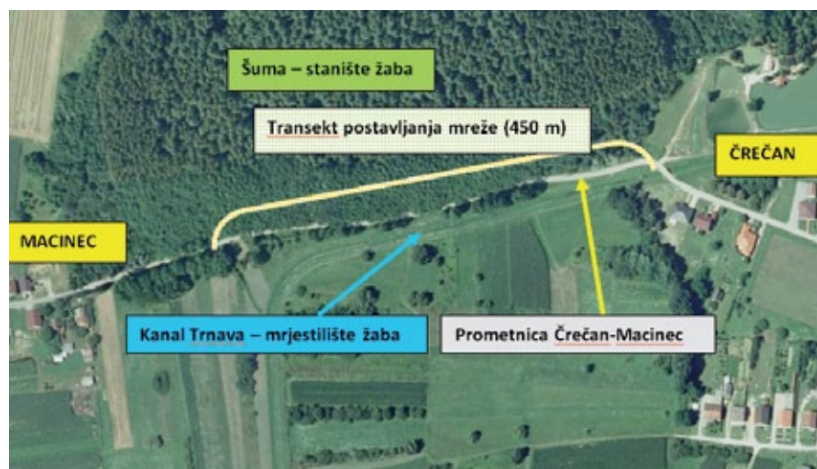 Šuma – stanište žaba
Transekt postavljanja mreže (450 m)
ČREČAN
MACINEC
Kanal Trnava – mrjestilište žaba
Prometnica Črečan-Macinec